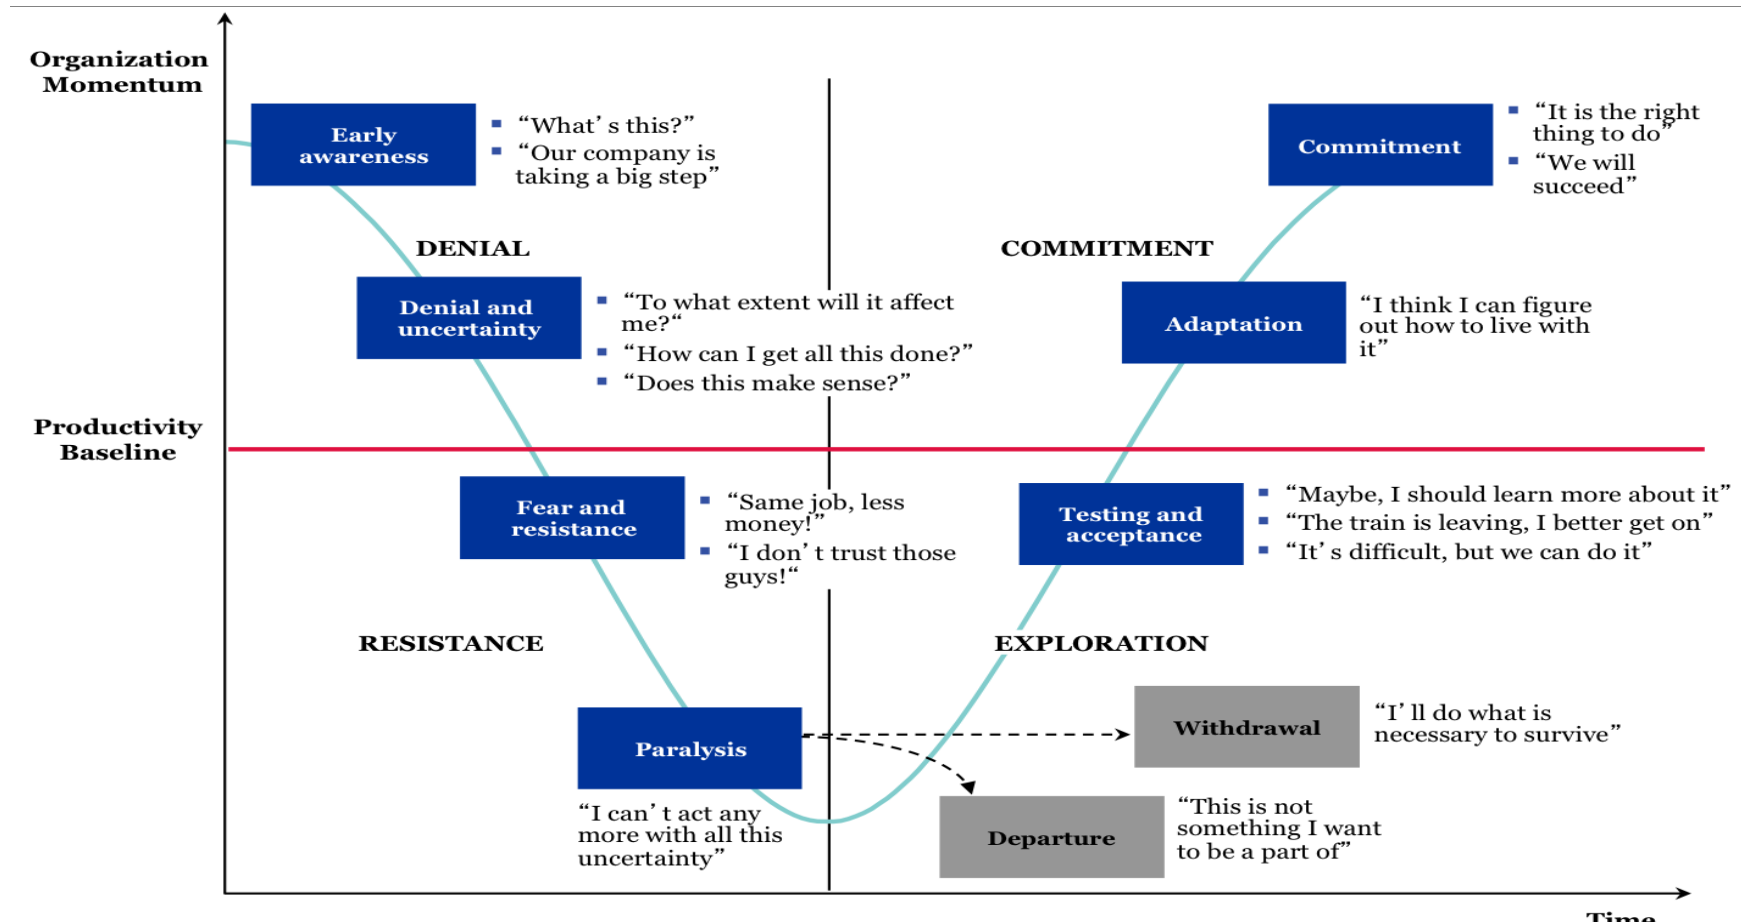 Organization
Momentum
Early
awareness
“What’s this?”
“Our company is
taking a big step”
Commitment
“It is the right
thing to do”
“We will
succeed”
DENIAL
COMMITMENT
Denial and
uncertainty
“To what extent will it affect
me?“
“How can I get all this done?”
“Does this make sense?”
Adaptation
“I think I can figure
out how to live with
it”
Productivity
Baseline
Fear and
resistance
“Same job, less
money!”
“I don’t trust those
guys!“
Testing and
acceptance
“Maybe, I should learn more about it”
“The train is leaving, I better get on”
“It’s difficult, but we can do it”
RESISTANCE
EXPLORATION
Paralysis
“I can’t act any
more with all this
uncertainty”
Withdrawal
“I’ll do what is
necessary to survive”
Departure
“This is not
something I want
to be a part of”
Time